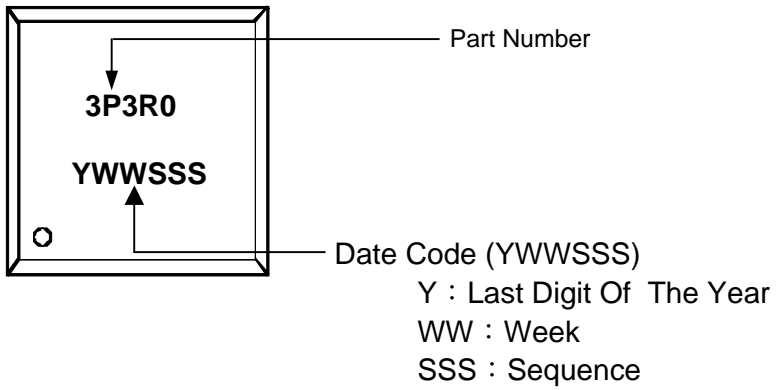 Part Number
3P3R0
YWWSSS
Date Code (YWWSSS)
Y：Last Digit Of The Year
WW：Week
SSS：Sequence